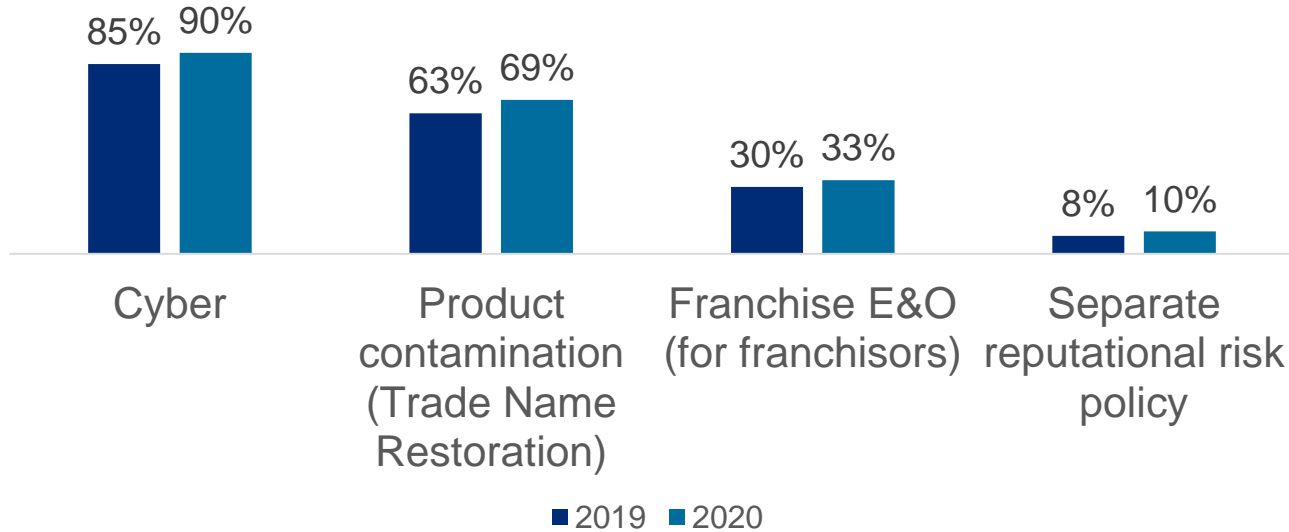 85% 90%
63% 69%
30% 33%
8% 10%
Cyber
Product
contamination
(Trade Name
Restoration)
Franchise E&O
(for franchisors)
Separate
reputational risk
policy
2019 2020